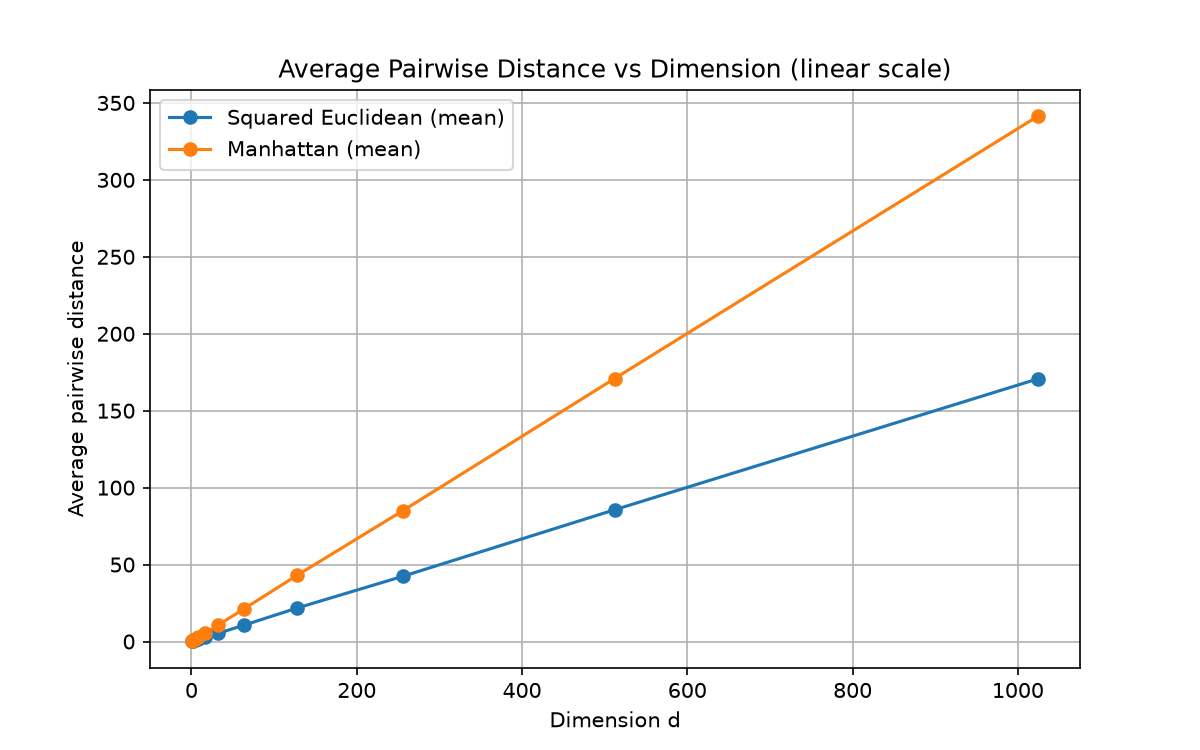 Average Pairwise Distance vs Dimension (linear scale)
Squared Euclidean (mean)
Manhattan (mean)
Average pairwise distance
350
300
250
200
150
100
50
0
0 200 400 600 800 1000
Dimension d